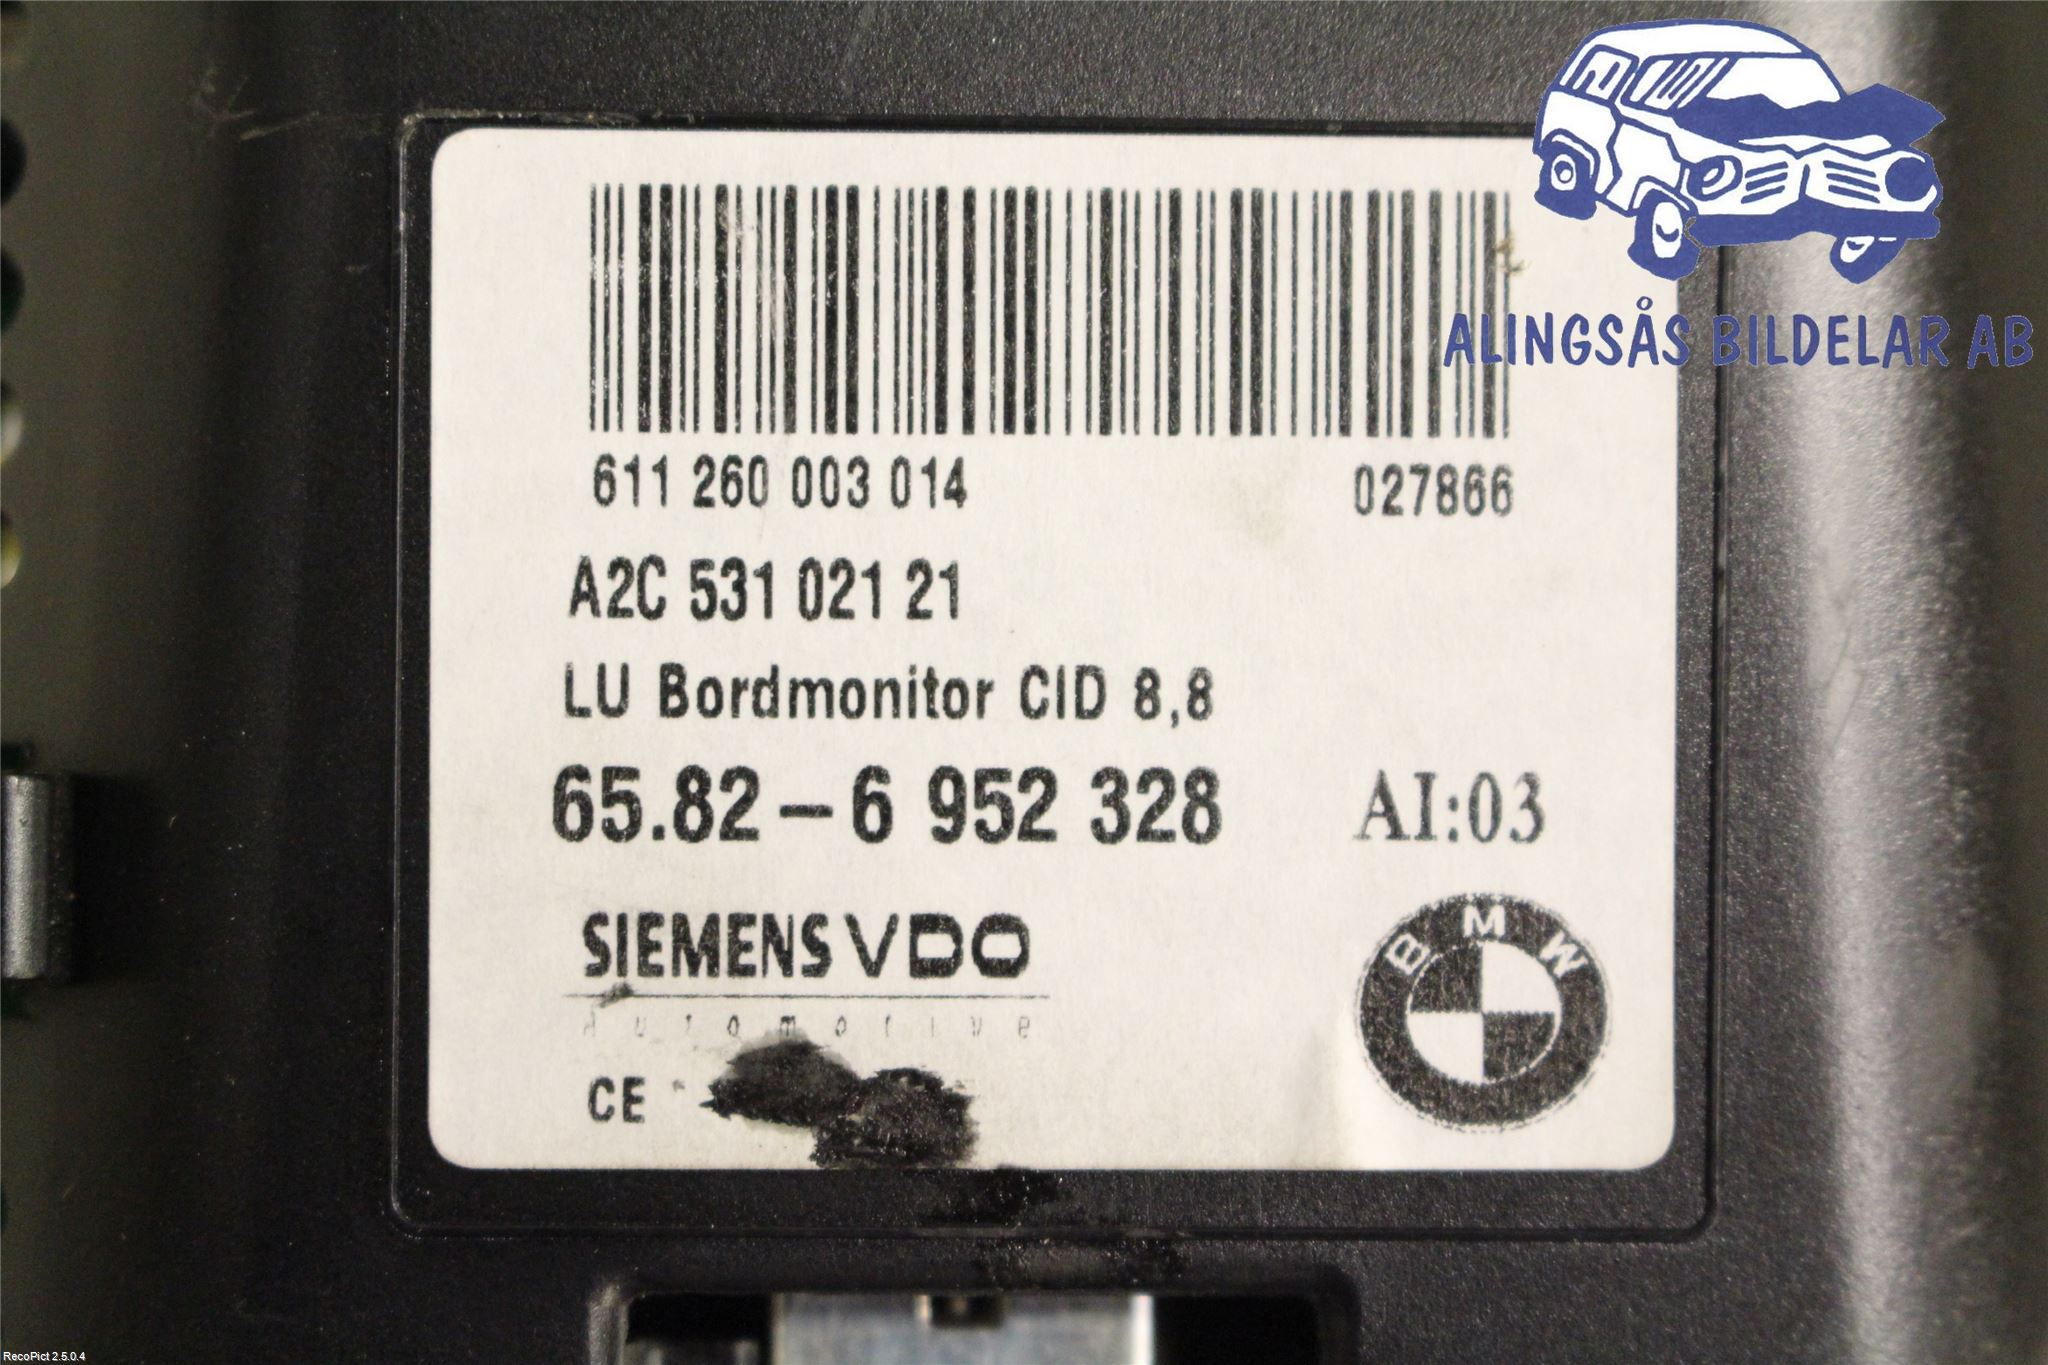 ALINGSÅS BILDELAR AB
611 260 003 014 027866
A2C 531 021 21
LU Bordmonitor CID 8,8
65.82-6 952 328 AI:03
SIEMENS VDO
Automotive
BMW
CE
RecoPict 2.5.0.4